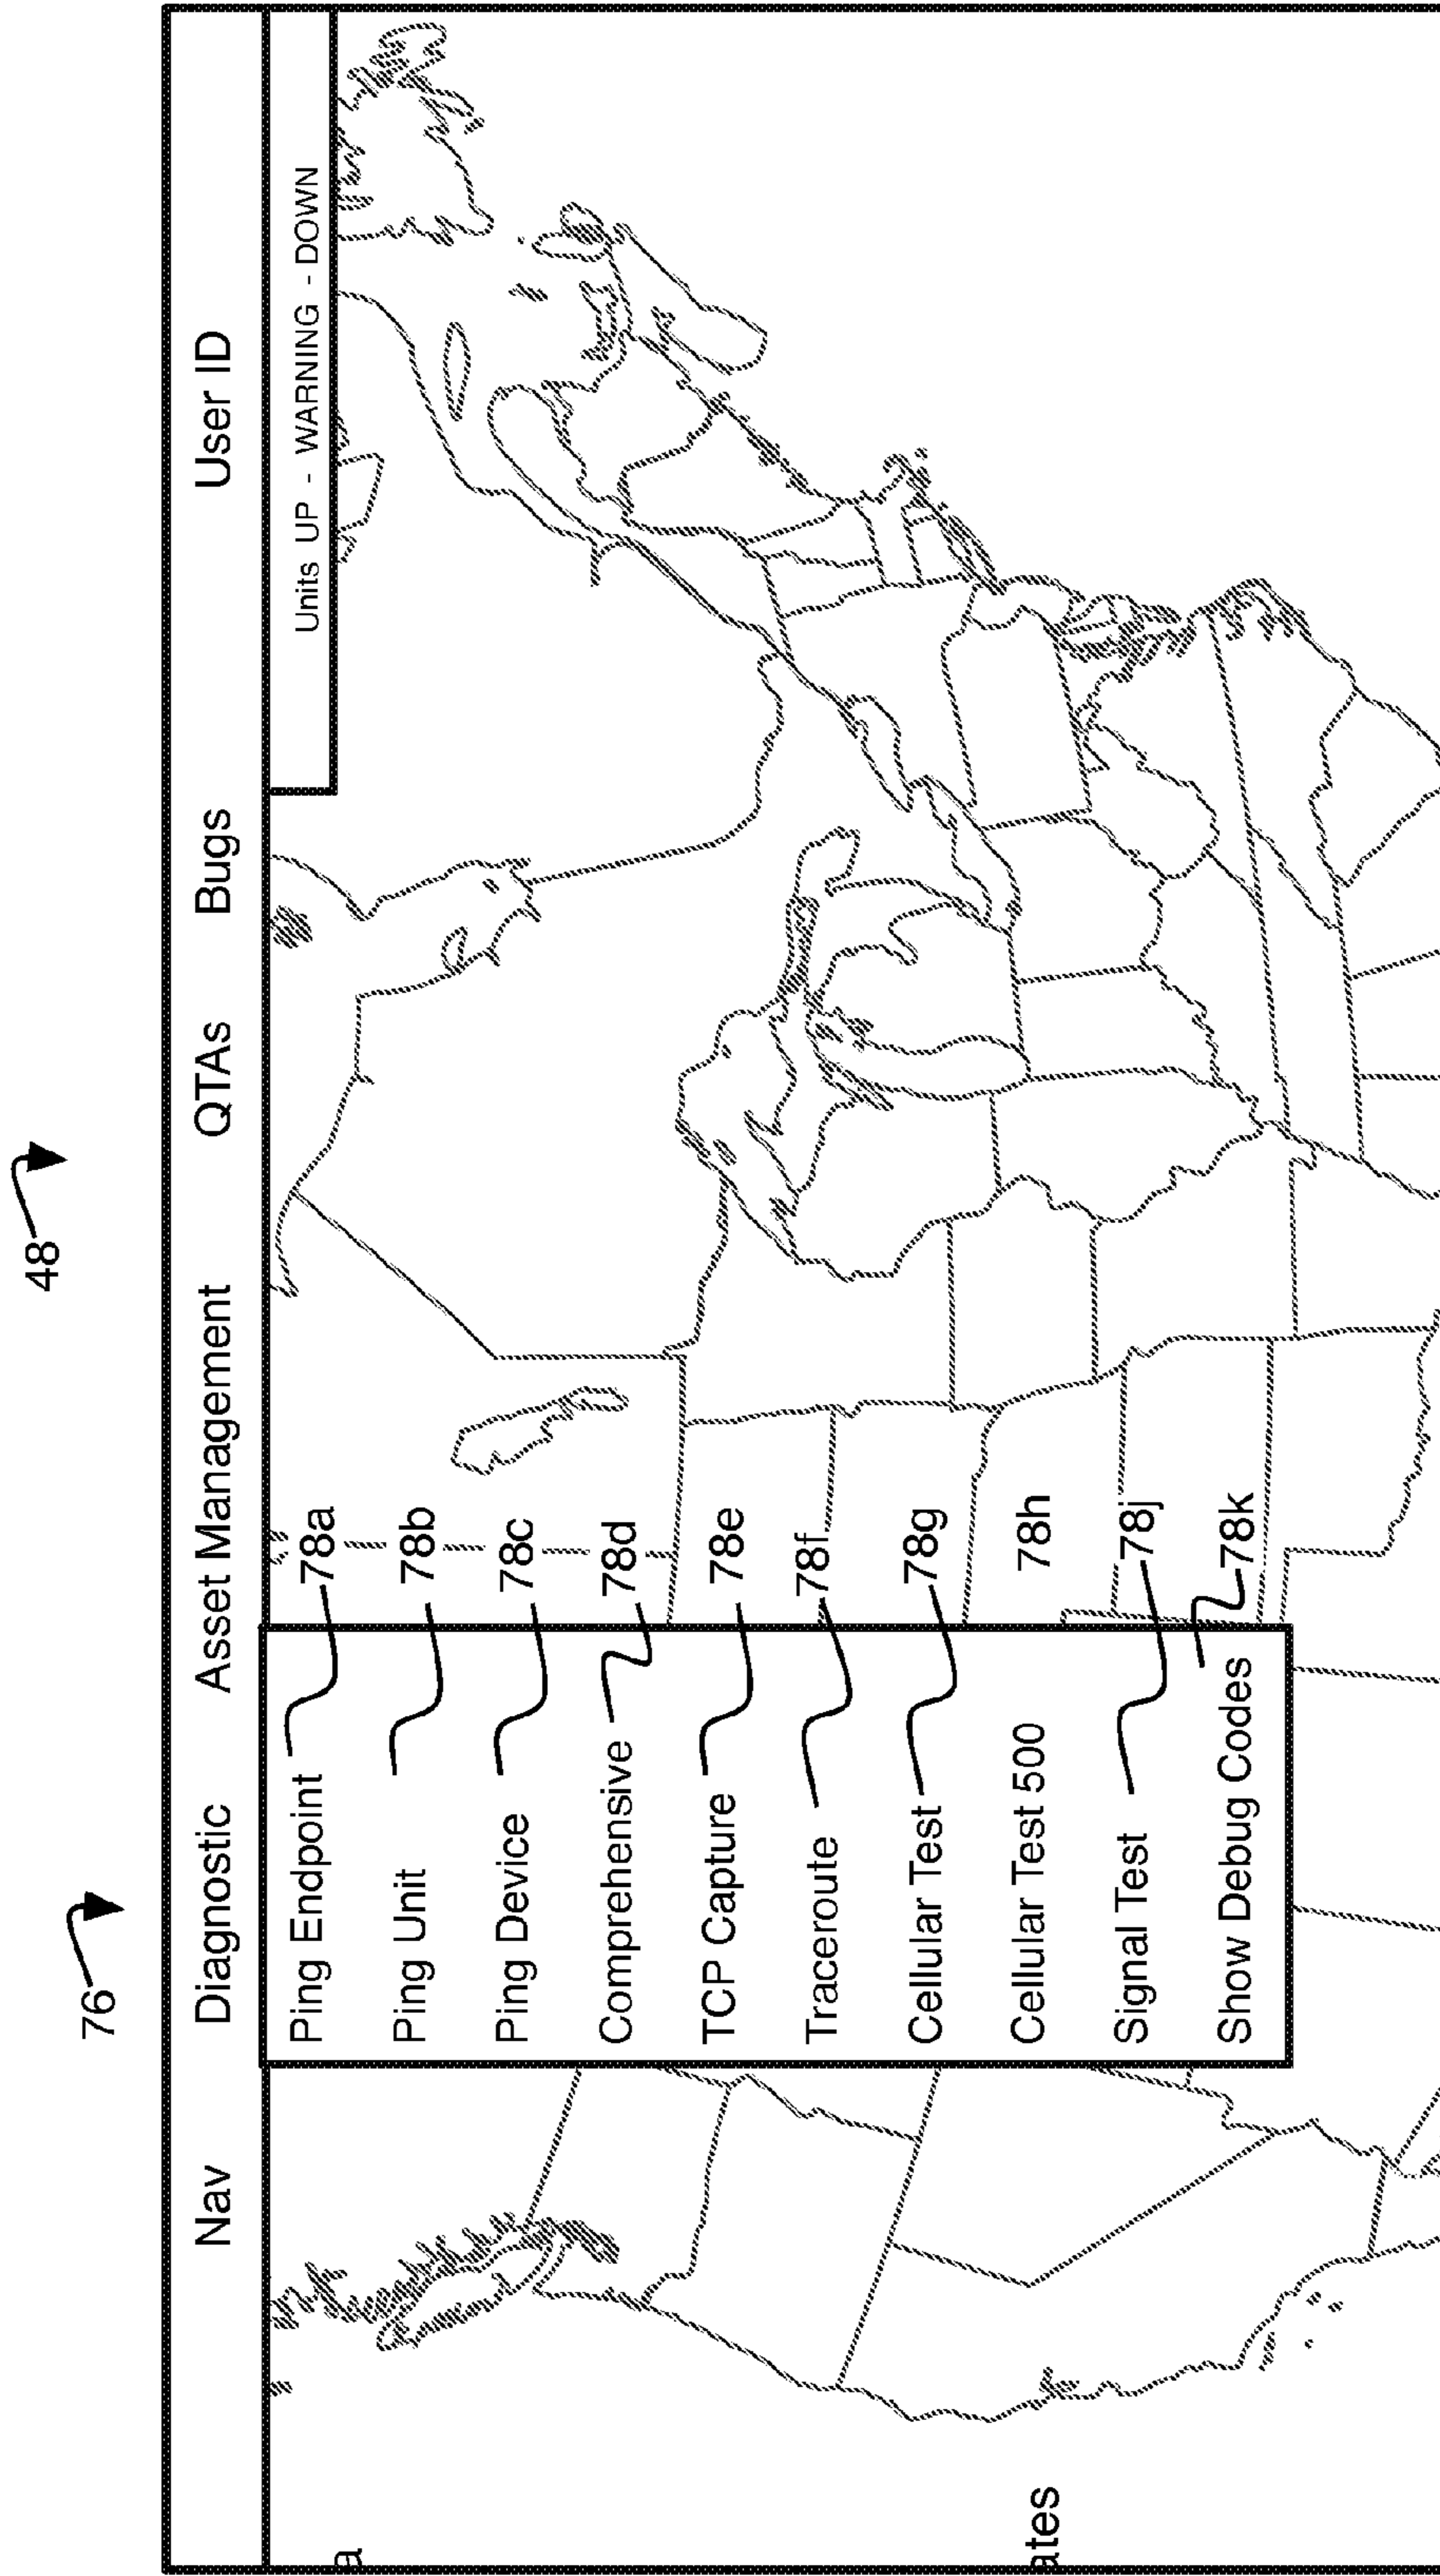 48
76
Nav Diagnostic Asset Management QTAs Bugs User ID
Units UP - WARNING - DOWN
Ping Endpoint 78a
Ping Unit 78b
Ping Device 78c
Comprehensive 78d
TCP Capture 78e
Traceroute 78f
Cellular Test 78g
Cellular Test 500 78h
Signal Test 78j
Show Debug Codes 78k
a
ates